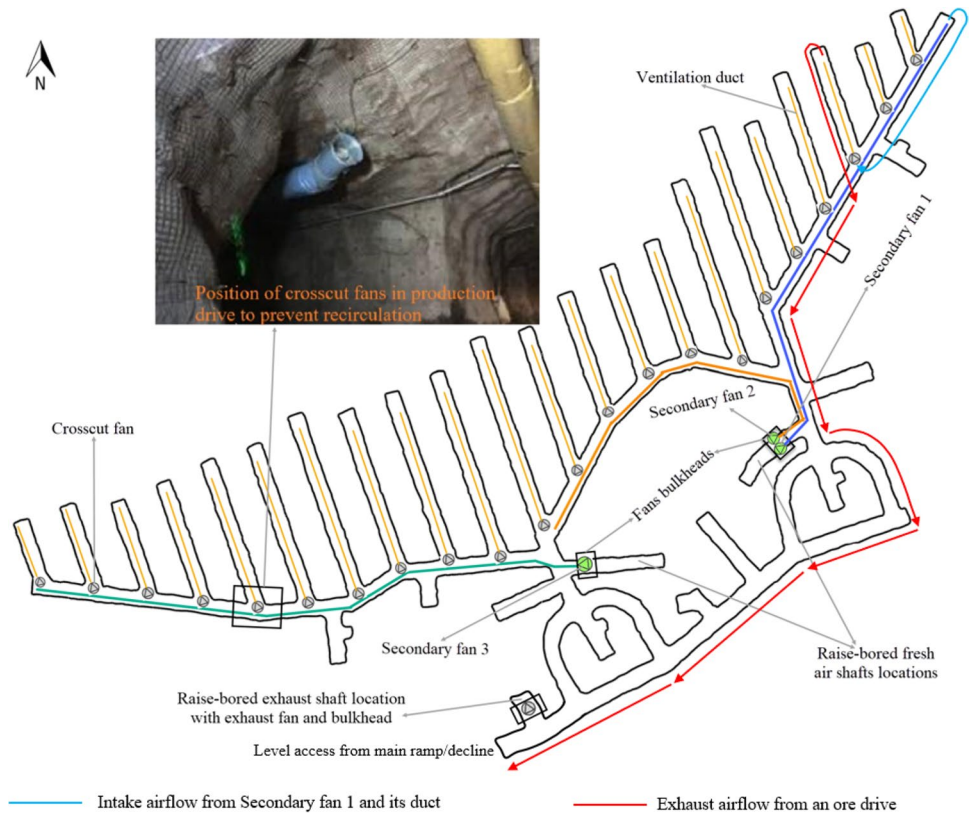 N
Ventilation duct
Secondary fan 1
Position of crosscut fans in production
drive to prevent recirculation
Secondary fan 2
Crosscut fan
Fans bulkheads
Secondary fan 3
Raise-bored fresh
air shafts locations
Raise-bored exhaust shaft location
with exhaust fan and bulkhead
Level access from main ramp/decline
Intake airflow from Secondary fan 1 and its duct
Exhaust airflow from an ore drive